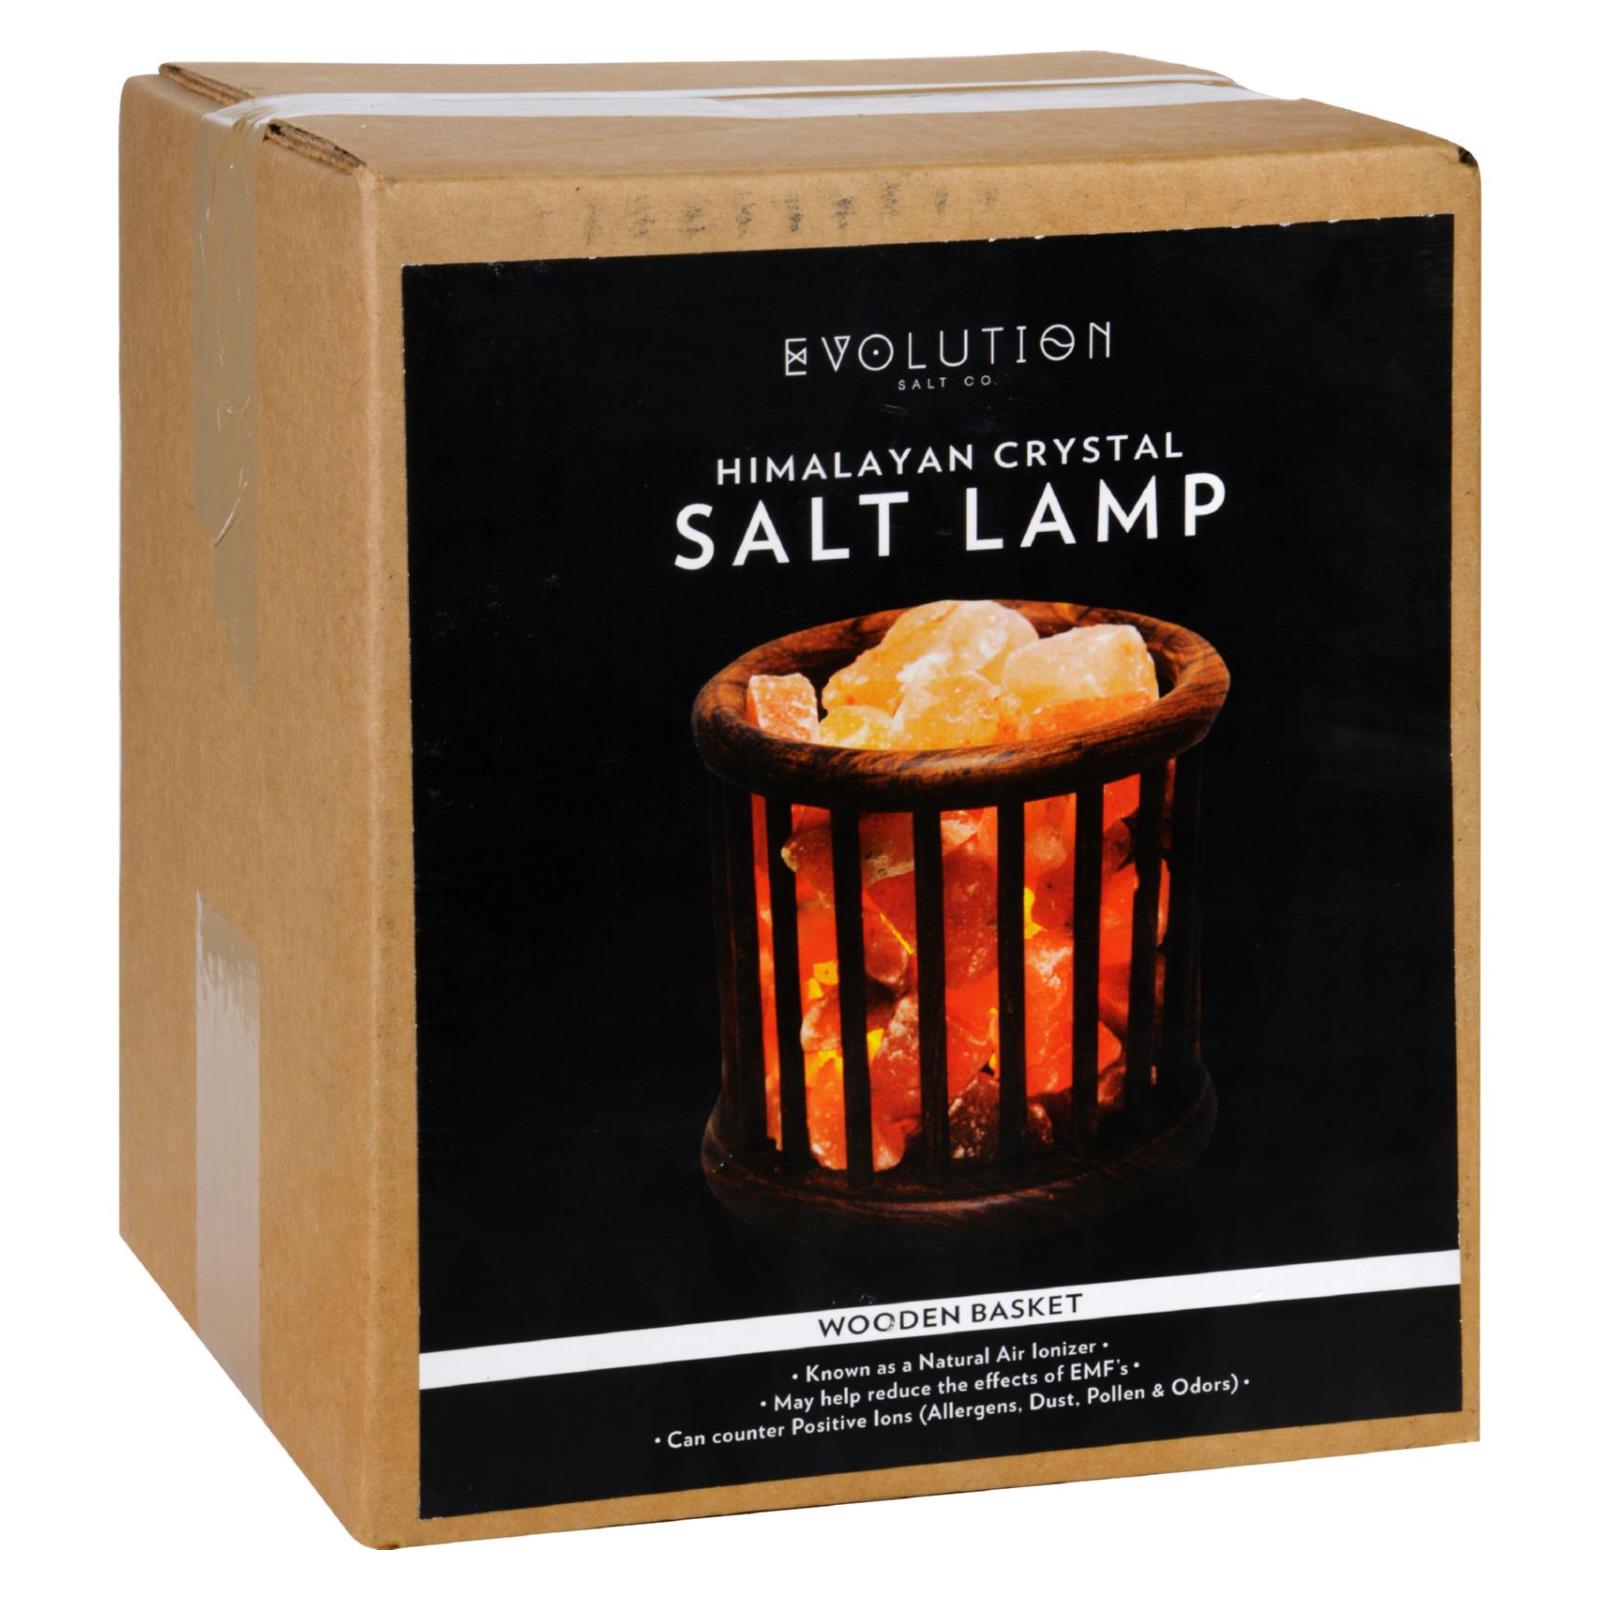 EVOLUTION
SALT CO.
HIMALAYAN CRYSTAL
SALT LAMP
WOODEN BASKET
• Known as a Natural Air Ionizer •
• May help reduce the effects of EMF's •
• Can counter Positive Ions (Allergens, Dust, Pollen & Odors) •